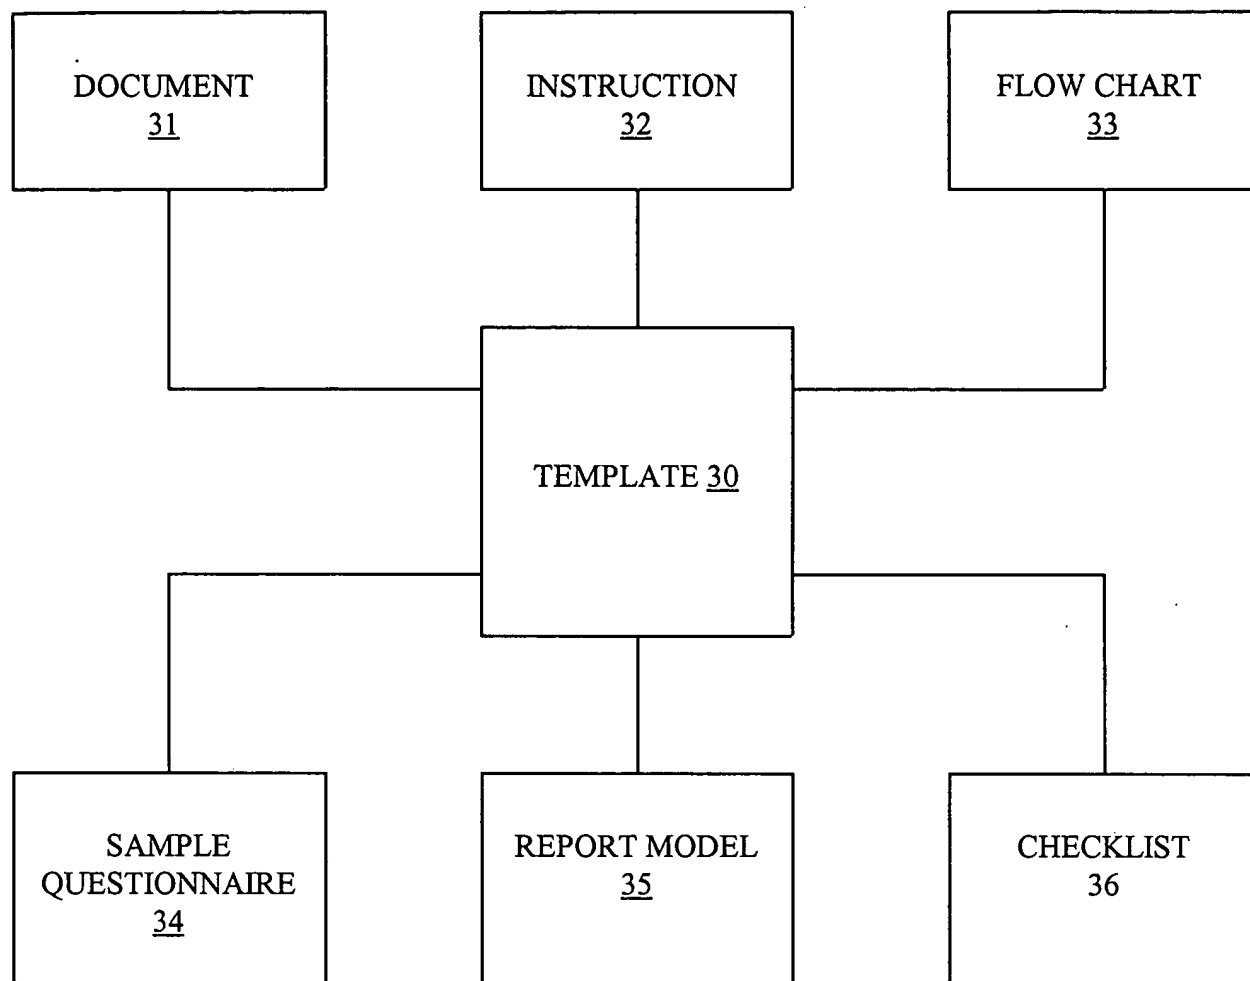 DOCUMENT
31
INSTRUCTION
32
FLOW CHART
33
TEMPLATE 30
SAMPLE
QUESTIONNAIRE
34
REPORT MODEL
35
CHECKLIST
36